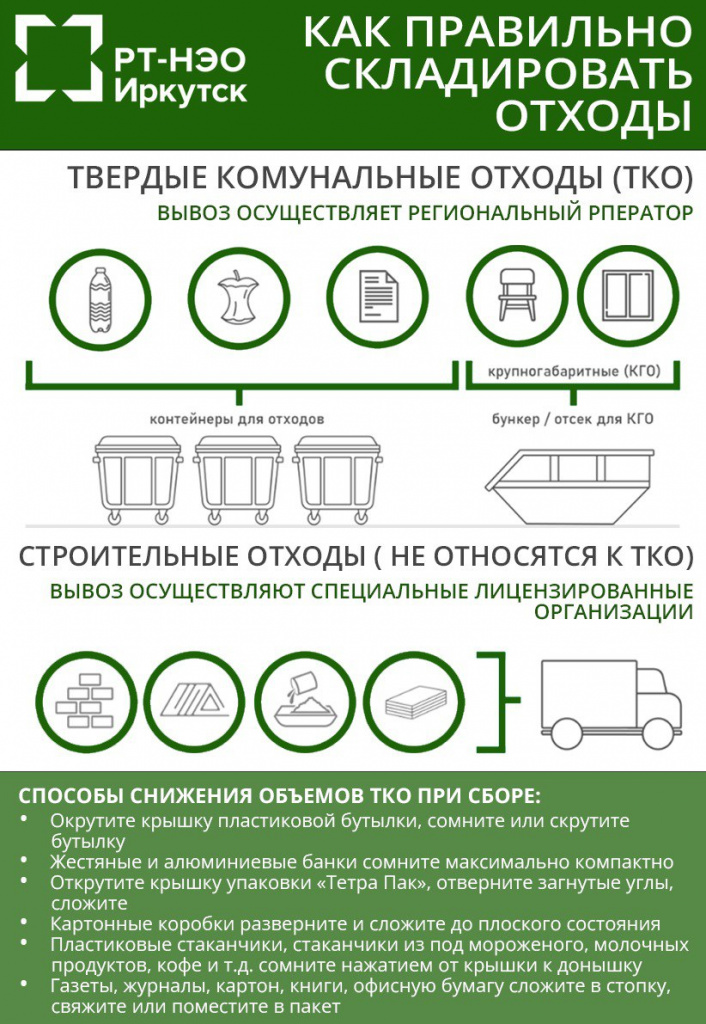 РТ-НЭО
Иркутск
КАК ПРАВИЛЬНО
СКЛАДИРОВАТЬ
ОТХОДЫ
ТВЕРДЫЕ КОМУНАЛЬНЫЕ ОТХОДЫ (ТКО)
ВЫВОЗ ОСУЩЕСТВЛЯЕТ РЕГИОНАЛЬНЫЙ РПЕРАТОР
крупногабаритные (КГО)
контейнеры для отходов
бункер / отсек для КГО
СТРОИТЕЛЬНЫЕ ОТХОДЫ ( НЕ ОТНОСЯТСЯ К ТКО)
ВЫВОЗ ОСУЩЕСТВЛЯЮТ СПЕЦИАЛЬНЫЕ ЛИЦЕНЗИРОВАННЫЕ
ОРГАНИЗАЦИИ
СПОСОБЫ СНИЖЕНИЯ ОБЪЕМОВ ТКО ПРИ СБОРЕ:
• Окрутите крышку пластиковой бутылки, сомните или скрутите
бутылку
• Жестяные и алюминиевые банки сомните максимально компактно
• Открутите крышку упаковки «Тетра Пак», отверните загнутые углы,
сложите
• Картонные коробки разверните и сложите до плоского состояния
• Пластиковые стаканчики, стаканчики из под мороженого, молочных
продуктов, кофе и т.д. сомните нажатием от крышки к донышку
• Газеты, журналы, картон, книги, офисную бумагу сложите в стопку,
свяжите или поместите в пакет